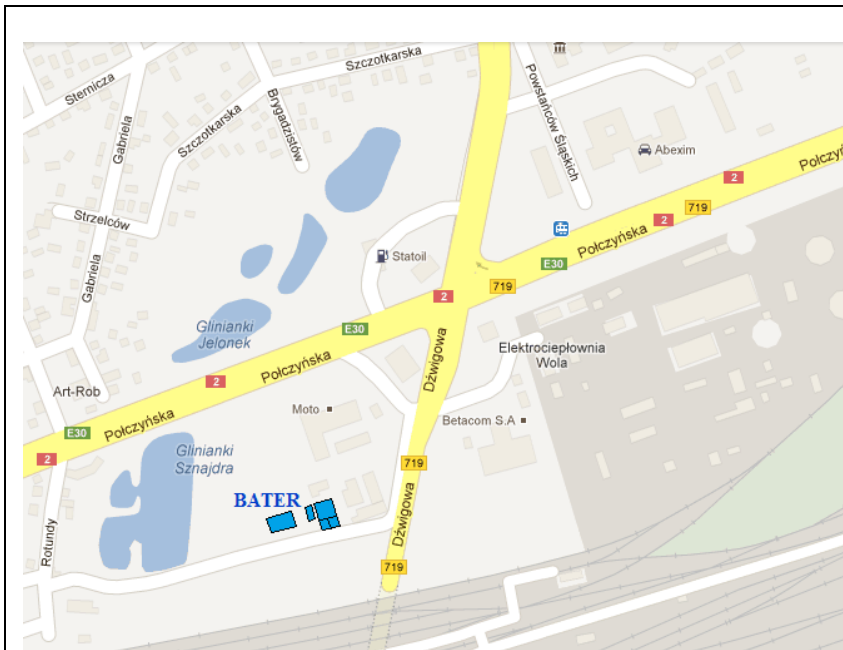 Szczotkarska
Sternicza
Powstańców Śląskich
Brygadzistów
Szczotkarska
Gabriela
Abexim
Połczyńska
2
719
2
Strzelców
Połczyńska
Statoil
E30
Gabriela
719
2
Glinianki
Jelonek
E30
Elektrociepłownia
Wola
Połczyńska
Dźwigowa
2
Art-Rob
Moto
Betacom S.A
Połczyńska
E30
2
Glinianki
Sznajdra
719
BATER
Dźwigowa
Rotundy
719